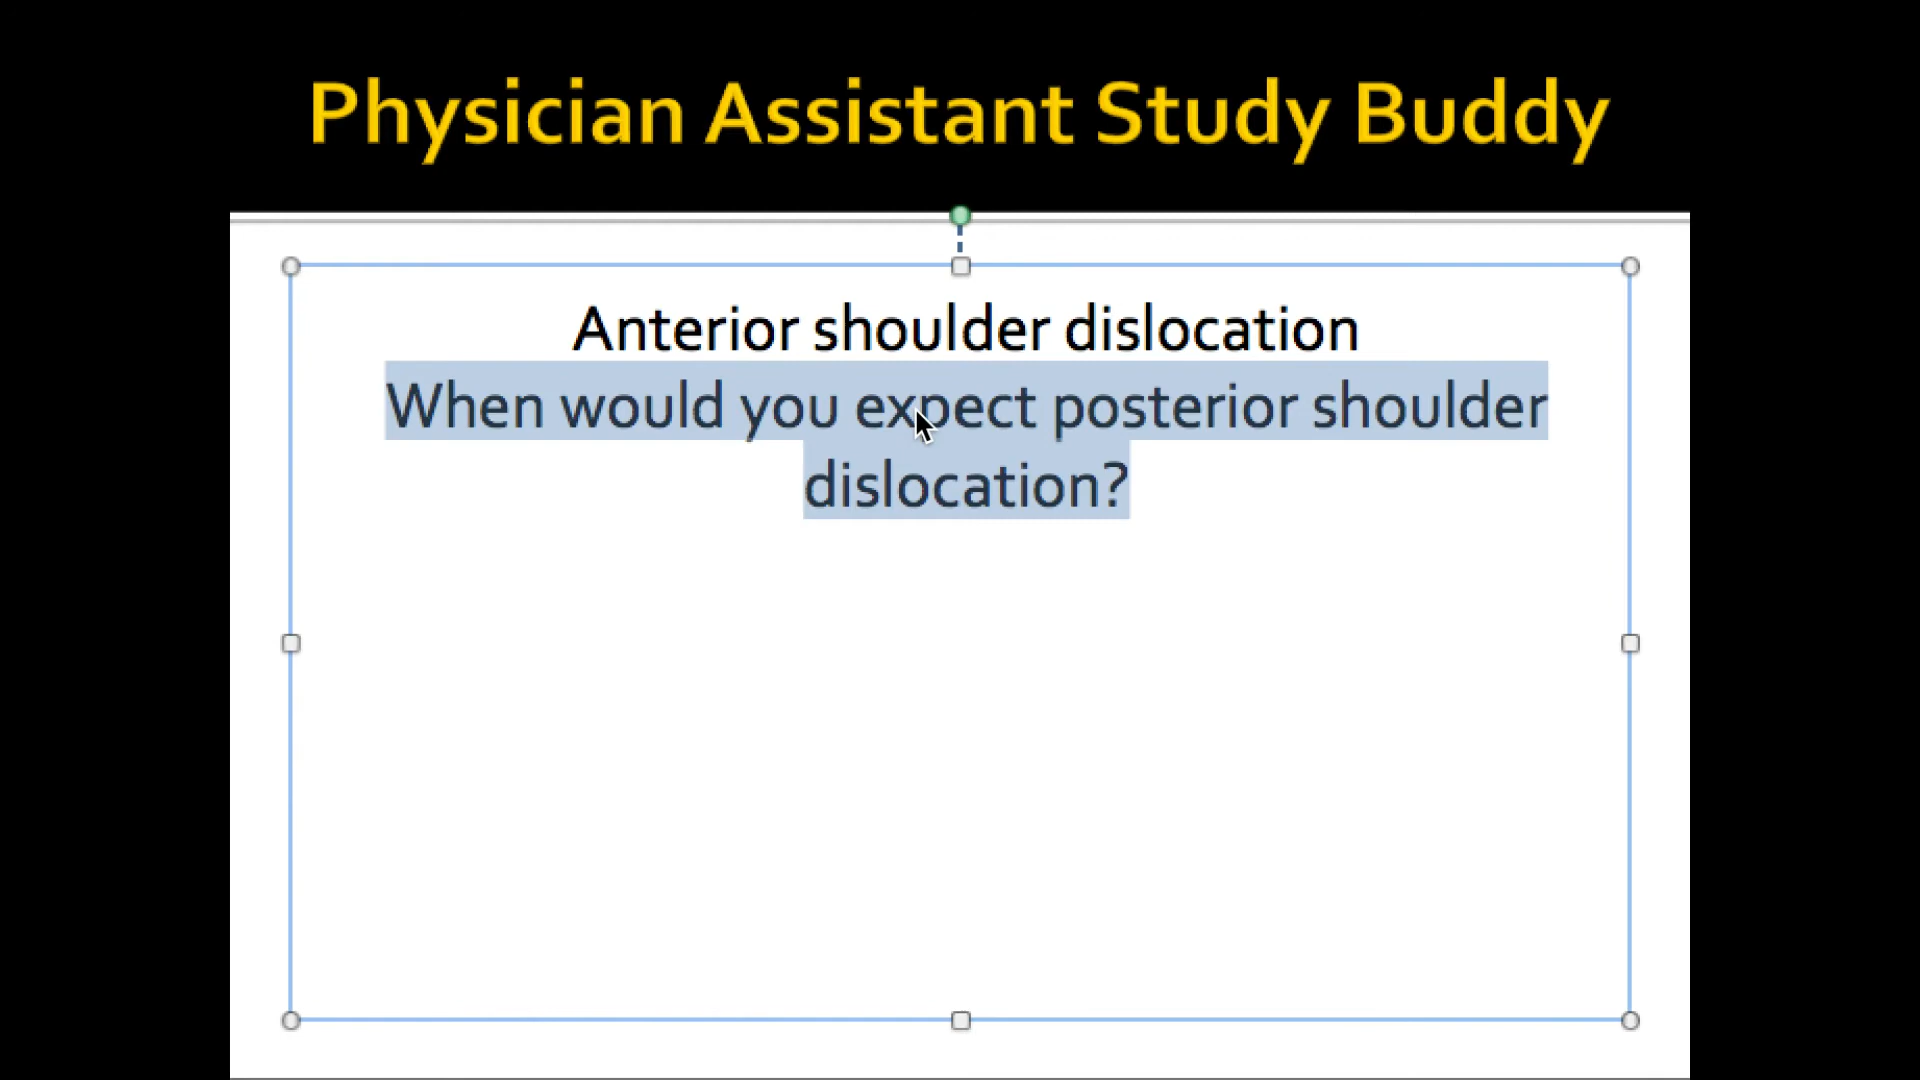 Physician Assistant Study Buddy
Anterior shoulder dislocation
When would you expect posterior shoulder
dislocation?